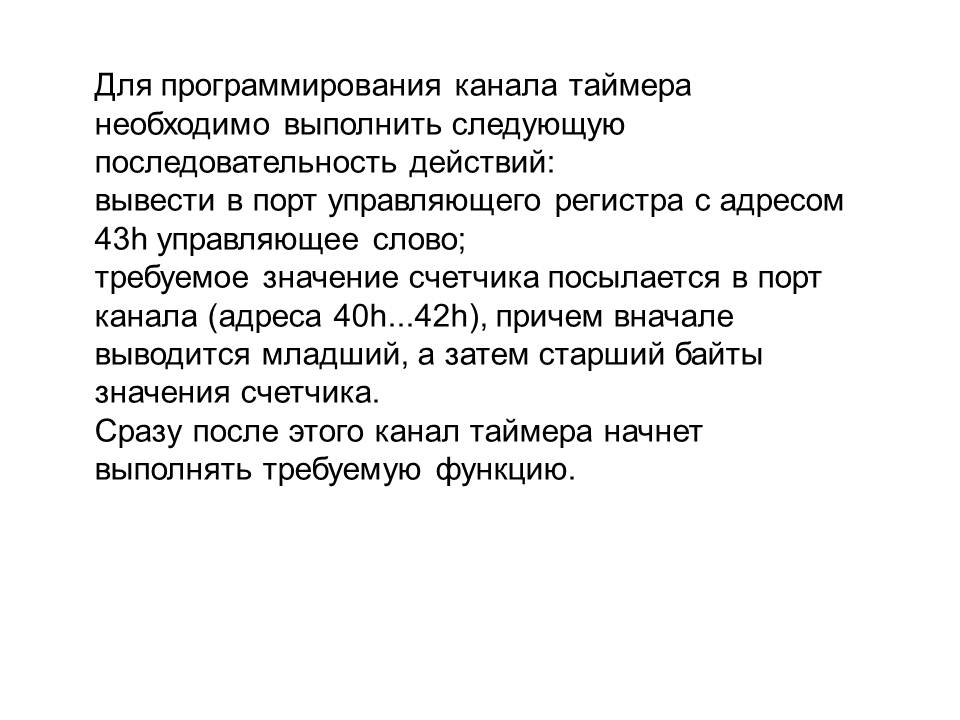 Для программирования канала таймера
необходимо выполнить следующую
последовательность действий:
вывести в порт управляющего регистра с адресом
43h управляющее слово;
требуемое значение счетчика посылается в порт
канала (адреса 40h...42h), причем вначале
выводится младший, а затем старший байты
значения счетчика.
Сразу после этого канал таймера начнет
выполнять требуемую функцию.